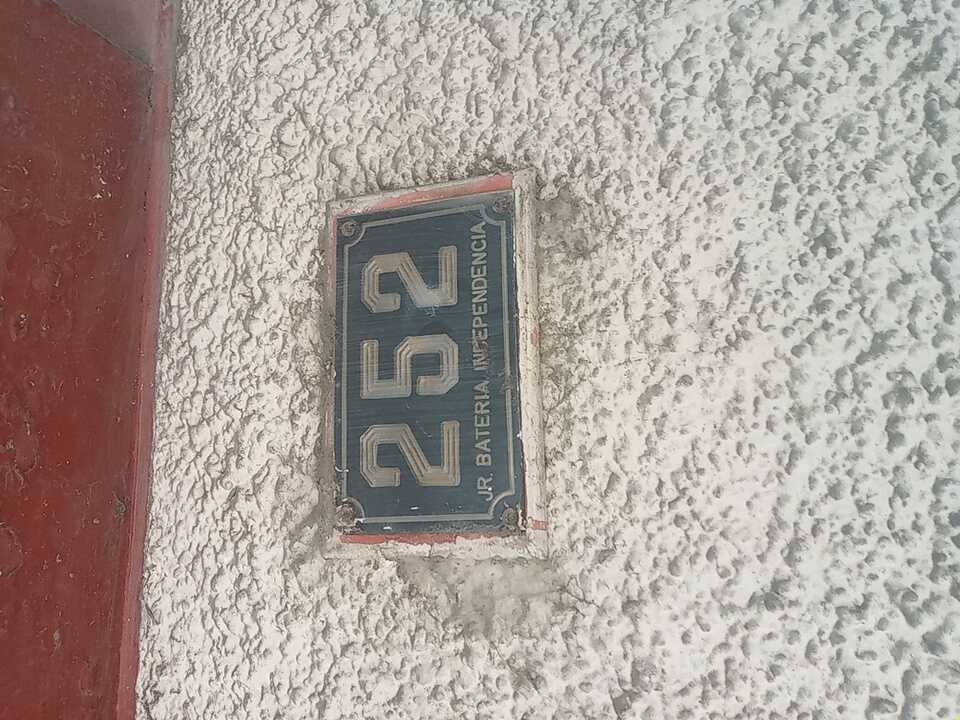 252
JR. BATERIA INDEPENDENCIA